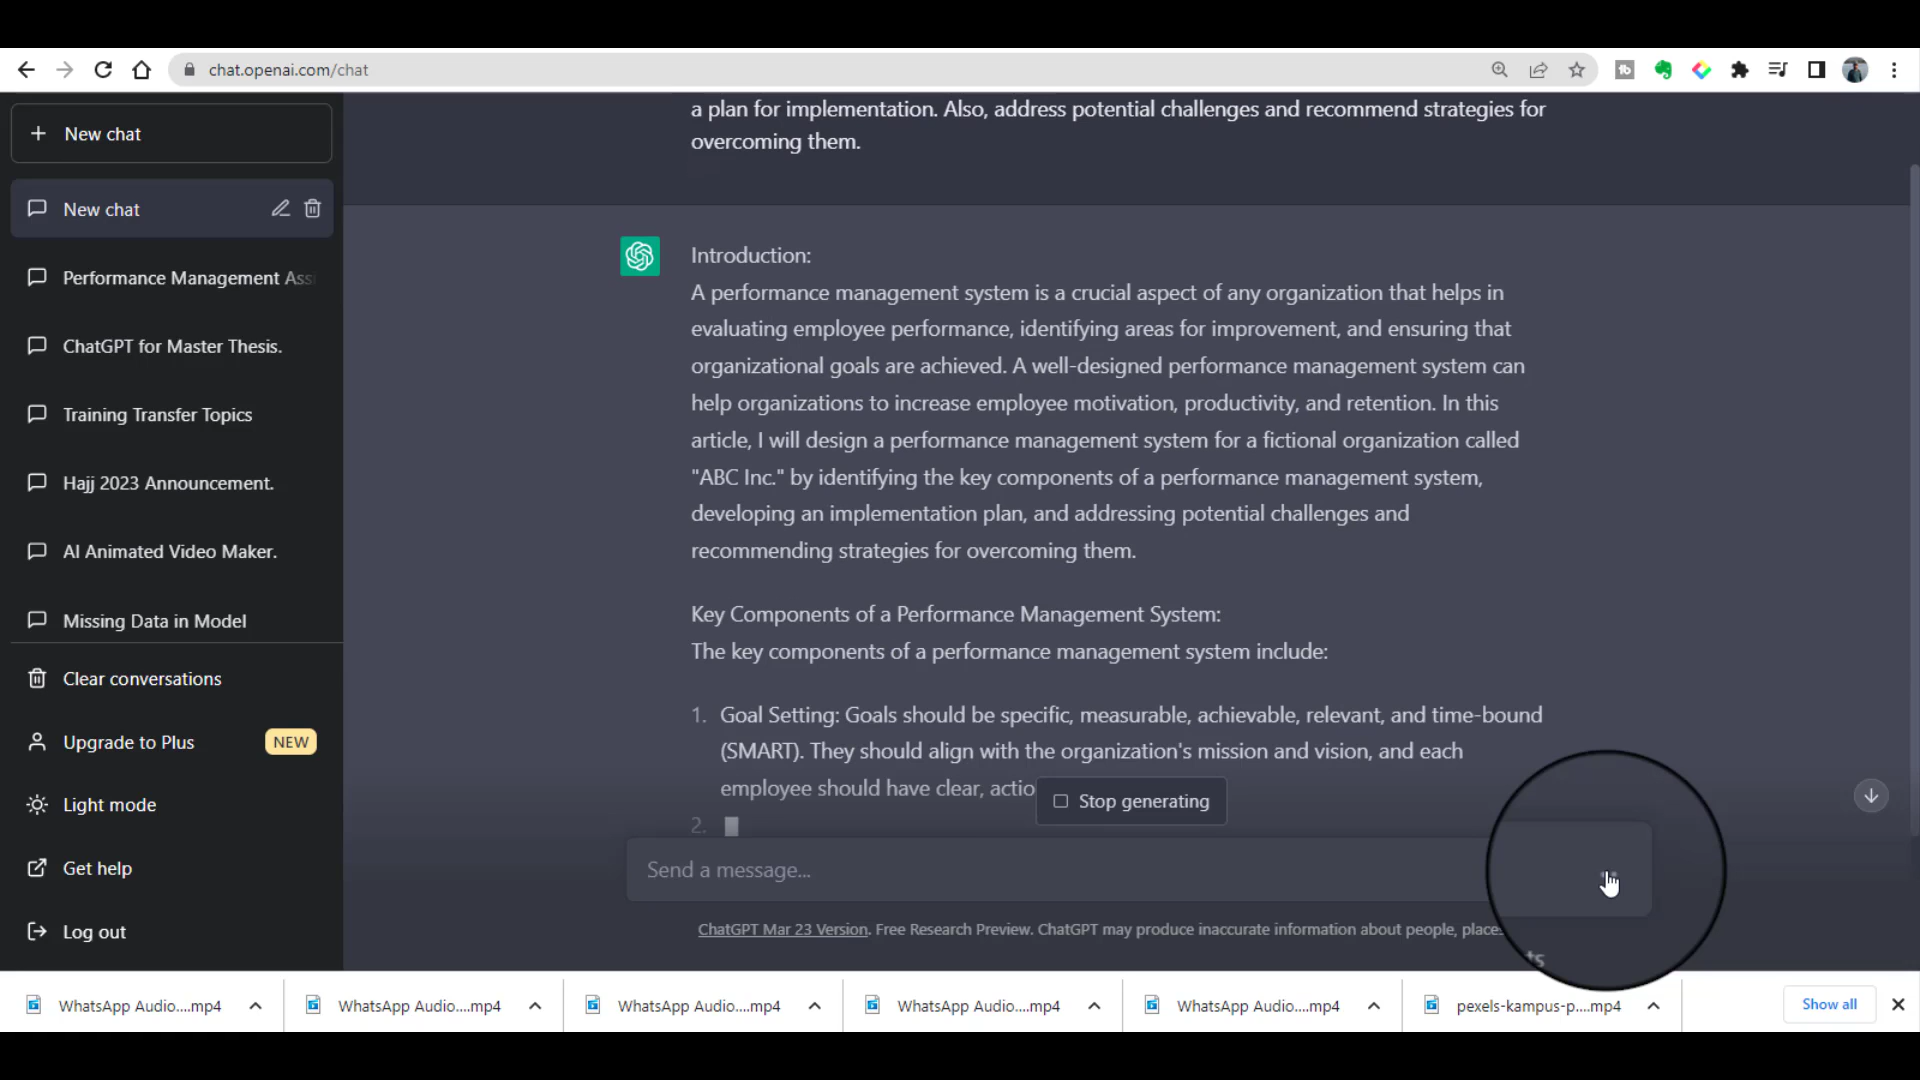 chat.openai.com/chat
New chat
New chat
Performance Management Ass
ChatGPT for Master Thesis.
Training Transfer Topics
Hajj 2023 Announcement.
AI Animated Video Maker.
Missing Data in Model
Clear conversations
Upgrade to Plus NEW
Light mode
Get help
Log out
a plan for implementation. Also, address potential challenges and recommend strategies for
overcoming them.
Introduction:
A performance management system is a crucial aspect of any organization that helps in
evaluating employee performance, identifying areas for improvement, and ensuring that
organizational goals are achieved. A well-designed performance management system can
help organizations to increase employee motivation, productivity, and retention. In this
article, I will design a performance management system for a fictional organization called
"ABC Inc." by identifying the key components of a performance management system,
developing an implementation plan, and addressing potential challenges and
recommending strategies for overcoming them.
Key Components of a Performance Management System:
The key components of a performance management system include:
1. Goal Setting: Goals should be specific, measurable, achievable, relevant, and time-bound
(SMART). They should align with the organization's mission and vision, and each
employee should have clear, actio
2.
Stop generating
Send a message...
ChatGPT Mar 23 Version. Free Research Preview. ChatGPT may produce inaccurate information about people, place
ts
WhatsApp Audio....mp4
WhatsApp Audio....mp4
WhatsApp Audio....mp4
WhatsApp Audio....mp4
WhatsApp Audio....mp4
pexels-kampus-p....mp4
Show all